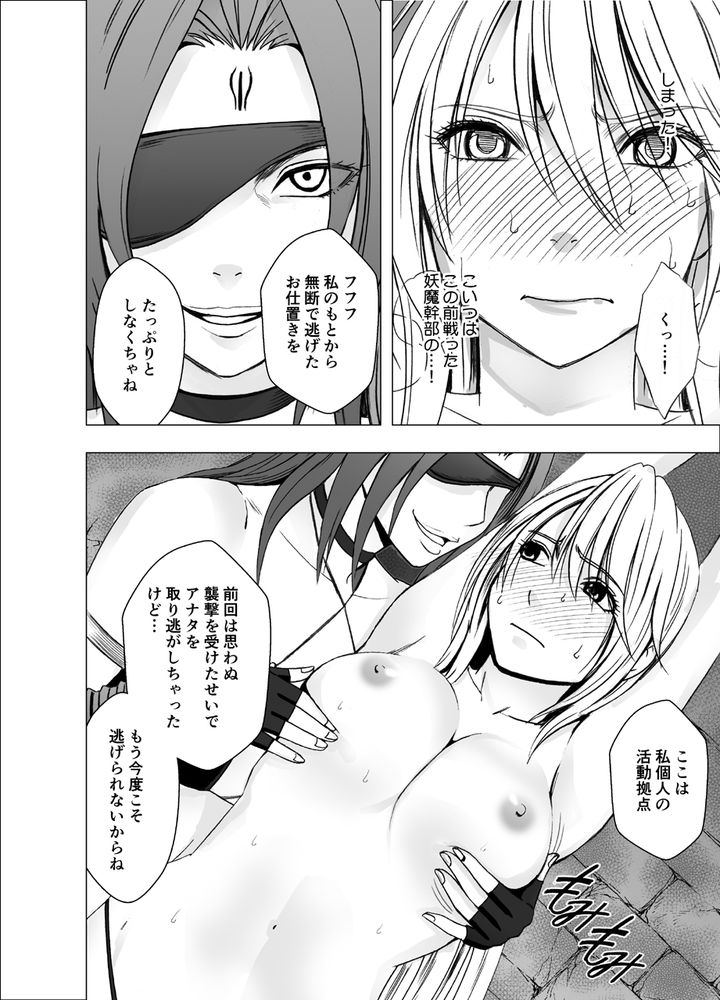 しまった！
くっ…！
こいつは
この前戦った
妖魔幹部の…！
フフフ
私のもとから
無断で逃げた
お仕置きを
たっぷりと
しなくちゃね
ここは
私個人の
活動拠点
前回は思わぬ
襲撃を受けたせいで
アナタを
取り逃がしちゃった
けど…
もう今度こそ
逃げられないからね
もみもみ